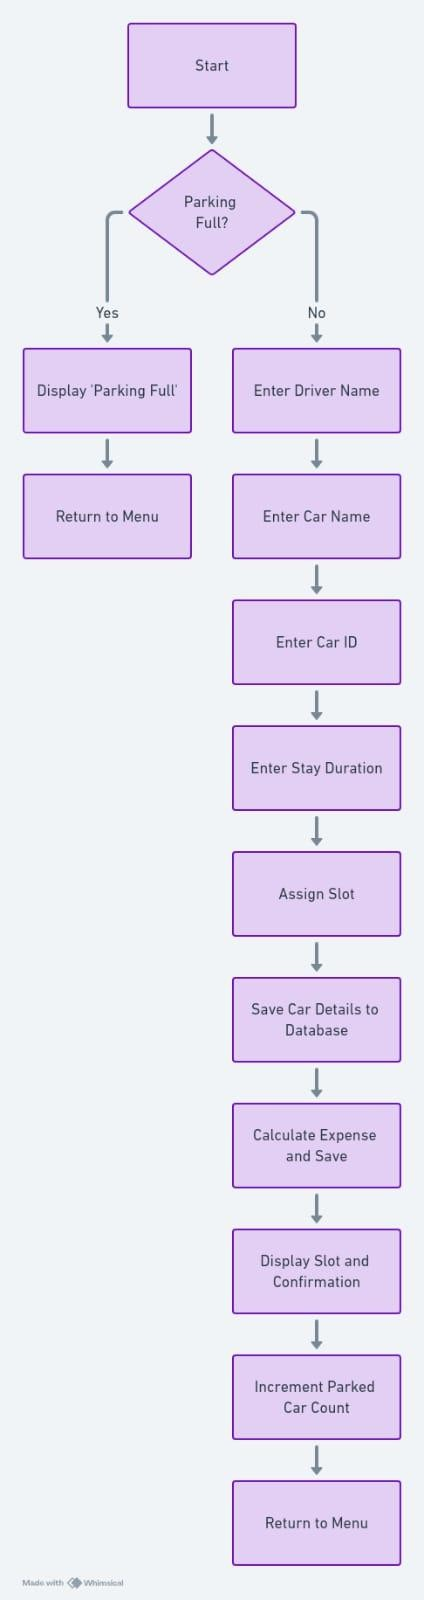 Start
Parking
Full?
Yes
No
Display 'Parking Full'
Enter Driver Name
Return to Menu
Enter Car Name
Enter Car ID
Enter Stay Duration
Assign Slot
Save Car Details to
Database
Calculate Expense
and Save
Display Slot and
Confirmation
Increment Parked
Car Count
Return to Menu
Made with Whimsical